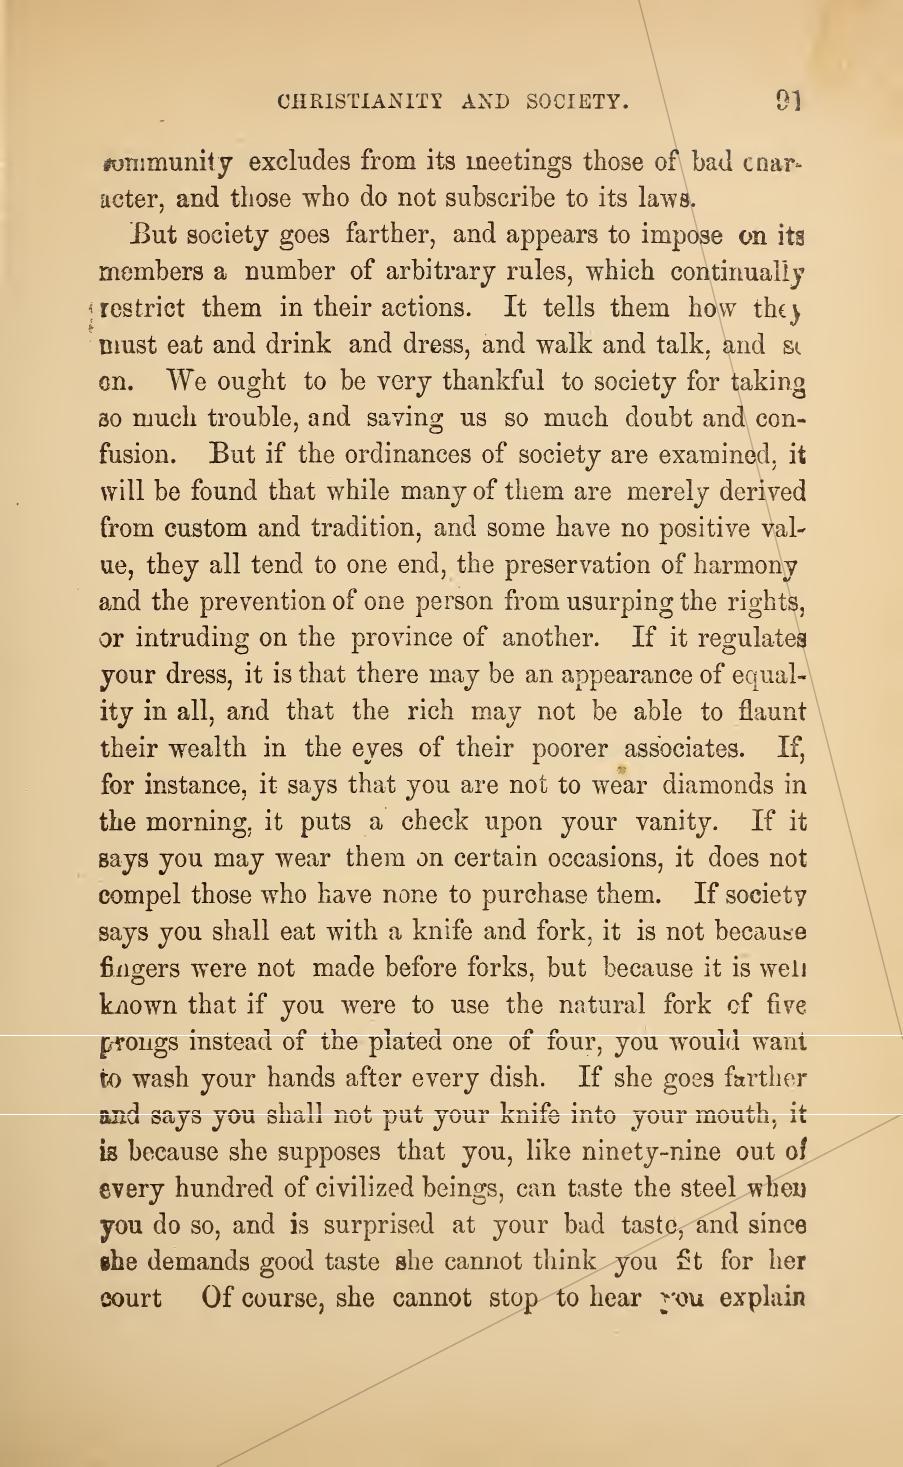 CHRISTIANITY AND SOCIETY. 91
community excludes from its meetings those of bad char-
acter, and those who do not subscribe to its laws.
But society goes farther, and appears to impose on its
members a number of arbitrary rules, which continually
restrict them in their actions. It tells them how they
must eat and drink and dress, and walk and talk, and so
on. We ought to be very thankful to society for taking
so much trouble, and saving us so much doubt and con-
fusion. But if the ordinances of society are examined, it
will be found that while many of them are merely derived
from custom and tradition, and some have no positive val-
ue, they all tend to one end, the preservation of harmony
and the prevention of one person from usurping the rights,
or intruding on the province of another. If it regulates
your dress, it is that there may be an appearance of equal-
ity in all, and that the rich may not be able to flaunt
their wealth in the eyes of their poorer associates. If,
for instance, it says that you are not to wear diamonds in
the morning, it puts a check upon your vanity. If it
says you may wear them on certain occasions, it does not
compel those who have none to purchase them. If society
says you shall eat with a knife and fork, it is not because
fingers were not made before forks, but because it is well
known that if you were to use the natural fork of five
prongs instead of the plated one of four, you would want
to wash your hands after every dish. If she goes farther
and says you shall not put your knife into your mouth, it
is because she supposes that you, like ninety-nine out of
every hundred of civilized beings, can taste the steel when
you do so, and is surprised at your bad taste, and since
she demands good taste she cannot think you fit for her
court Of course, she cannot stop to hear you explain